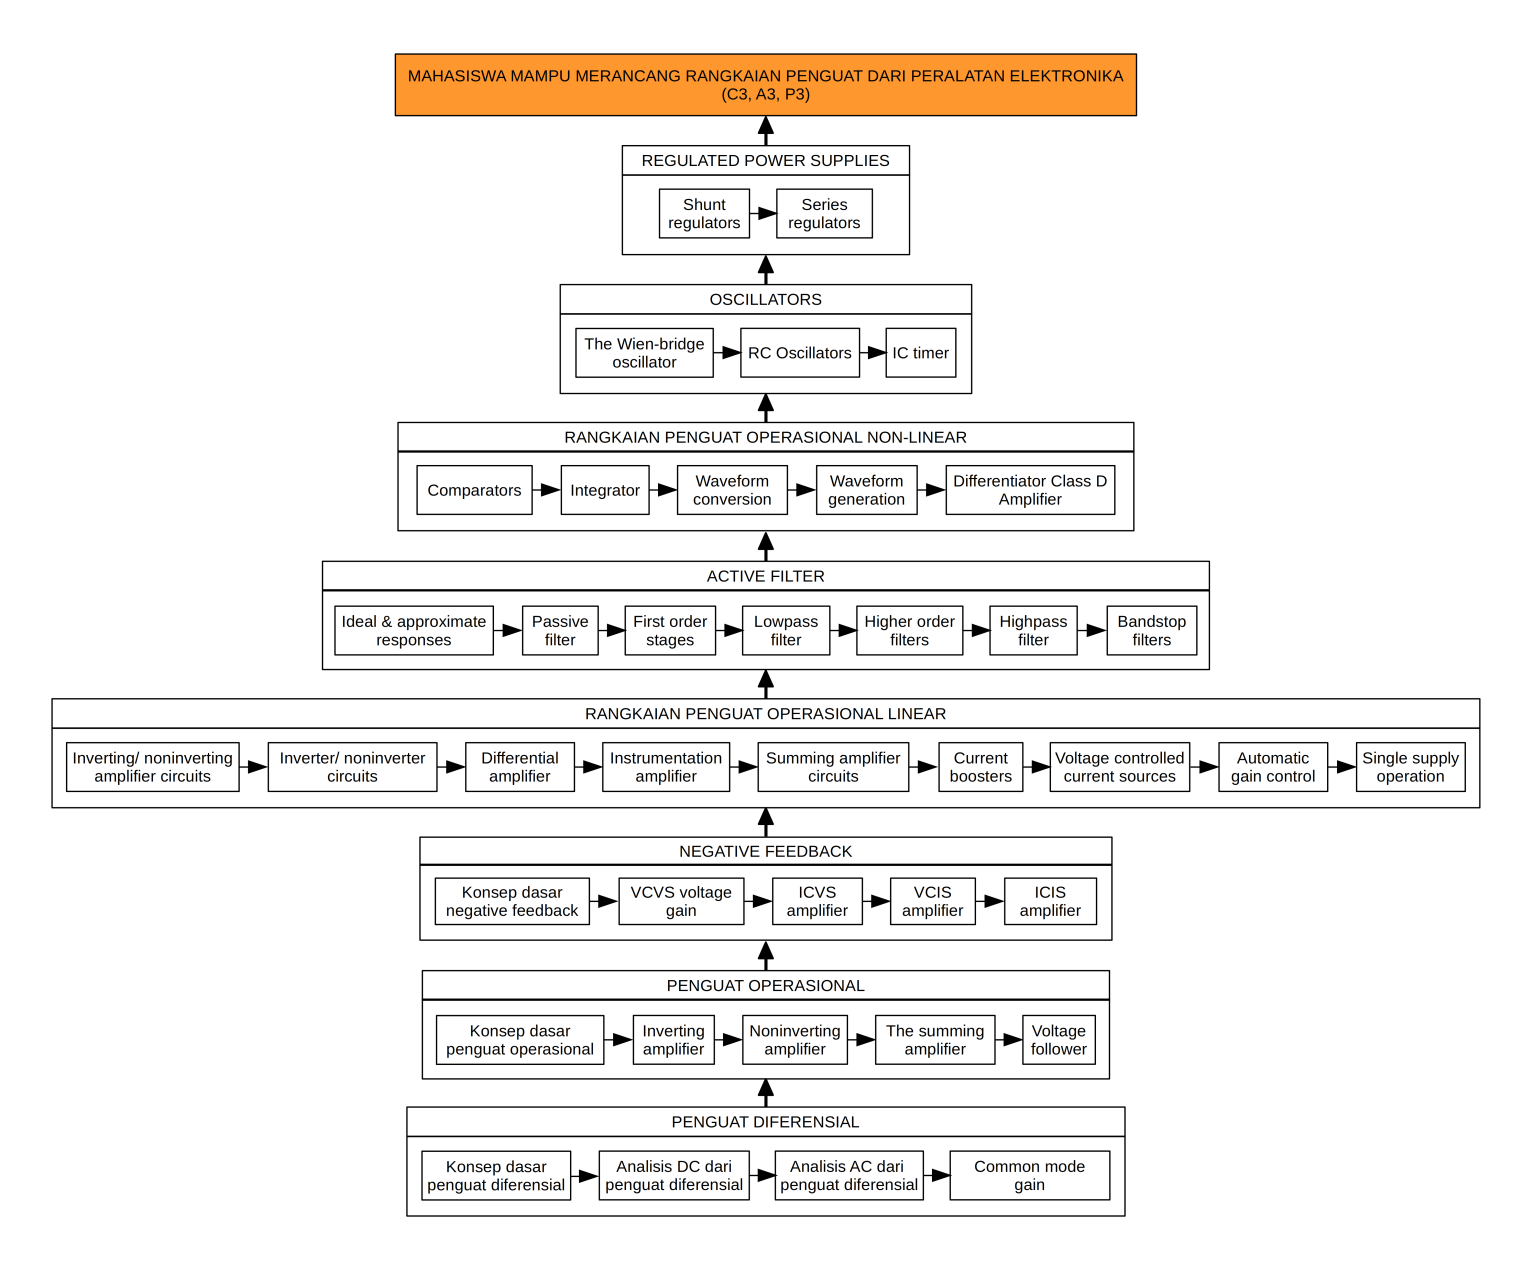 MAHASISWA MAMPU MERANCANG RANGKAIAN PENGUAT DARI PERALATAN ELEKTRONIKA
(C3, A3, P3)
REGULATED POWER SUPPLIES
Shunt
regulators
Series
regulators
OSCILLATORS
The Wien-bridge
oscillator
RC Oscillators
IC timer
RANGKAIAN PENGUAT OPERASIONAL NON-LINEAR
Comparators
Integrator
Waveform
conversion
Waveform
generation
Differentiator Class D
Amplifier
ACTIVE FILTER
Ideal & approximate
responses
Passive
filter
First order
stages
Lowpass
filter
Higher order
filters
Highpass
filter
Bandstop
filters
RANGKAIAN PENGUAT OPERASIONAL LINEAR
Inverting/ noninverting
amplifier circuits
Inverter/ noninverter
circuits
Differential
amplifier
Instrumentation
amplifier
Summing amplifier
circuits
Current
boosters
Voltage controlled
current sources
Automatic
gain control
Single supply
operation
NEGATIVE FEEDBACK
Konsep dasar
negative feedback
VCVS voltage
gain
ICVS
amplifier
VCIS
amplifier
ICIS
amplifier
PENGUAT OPERASIONAL
Konsep dasar
penguat operasional
Inverting
amplifier
Noninverting
amplifier
The summing
amplifier
Voltage
follower
PENGUAT DIFERENSIAL
Konsep dasar
penguat diferensial
Analisis DC dari
penguat diferensial
Analisis AC dari
penguat diferensial
Common mode
gain